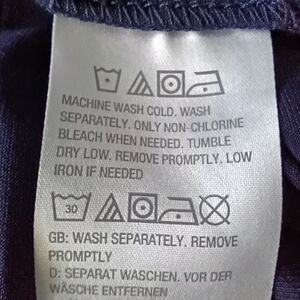 MACHINE WASH COLD. WASH
SEPARATELY. ONLY NON-CHLORINE
BLEACH WHEN NEEDED. TUMBLE
DRY LOW. REMOVE PROMPTLY. LOW
IRON IF NEEDED
30
GB: WASH SEPARATELY. REMOVE
PROMPTLY
D: SEPARAT WASCHEN. VOR DER
WÄSCHE ENTFERNEN